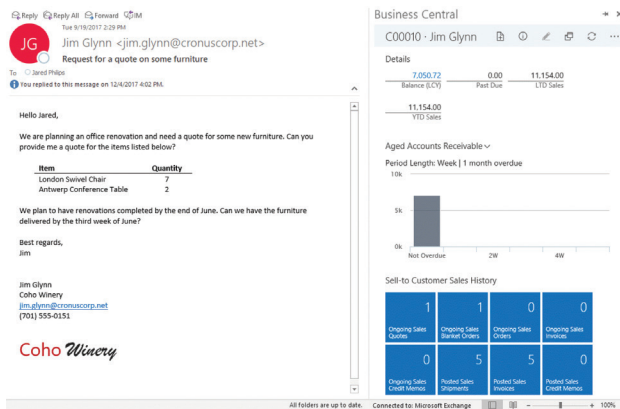 Reply Reply All Forward IM
Tue 9/19/2017 2:29 PM
JG
Jim Glynn <jim.glynn@cronuscorp.net>
Request for a quote on some furniture
To Jared Philips
You replied to this message on 12/4/2017 4:02 PM.
Hello Jared,
We are planning an office renovation and need a quote for some new furniture. Can you
provide me a quote for the items listed below?
Item Quantity
London Swivel Chair 7
Antwerp Conference Table 2
We plan to have renovations completed by the end of June. Can we have the furniture
delivered by the third week of June?
Best regards,
Jim
Jim Glynn
Coho Winery
jim.glynn@cronuscorp.net
(701) 555-0151
Coho Winery
All folders are up to date. Connected to: Microsoft Exchange 100%
Business Central
C00010 · Jim Glynn
Details
7,050.72 0.00 11.154.00
Balance (LCY) Past Due LTD Sales
11.154.00
YTD Sales
Aged Accounts Receivable
Period Length: Week | 1 month overdue
10k
5k
0k
Not Overdue 2W 4W
Sell-to Customer Sales History
1 1 0 0
Ongoing Sales Quotes
Ongoing Sales Blanket Orders
Ongoing Sales Orders
Ongoing Sales Invoices
0 5 5 0
Ongoing Sales Credit Memos
Posted Sales Shipments
Posted Sales Invoices
Posted Sales Credit Memos